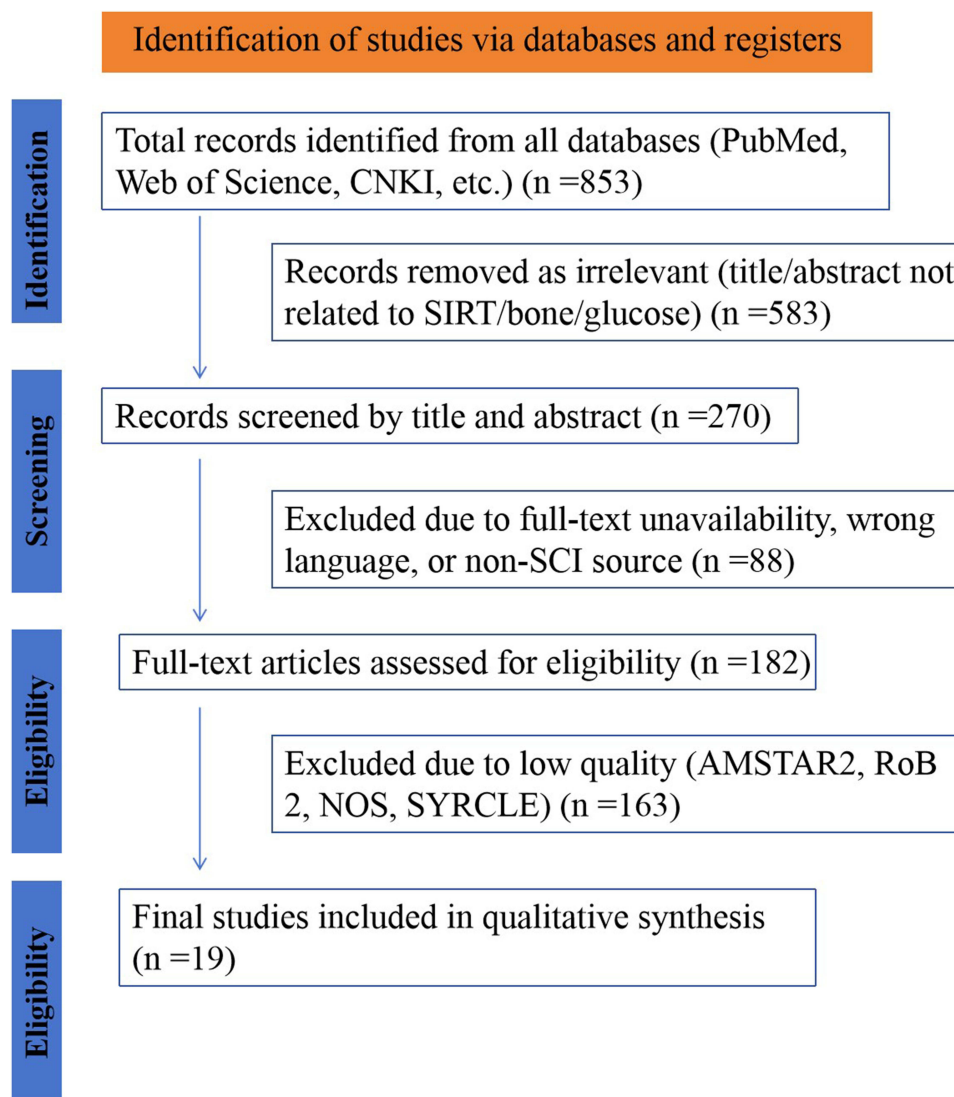 Identification of studies via databases and registers
Identification
Total records identified from all databases (PubMed,
Web of Science, CNKI, etc.) (n =853)
Records removed as irrelevant (title/abstract not
related to SIRT/bone/glucose) (n =583)
Screening
Records screened by title and abstract (n =270)
Excluded due to full-text unavailability, wrong
language, or non-SCI source (n =88)
Eligibility
Full-text articles assessed for eligibility (n =182)
Excluded due to low quality (AMSTAR2, RoB
2, NOS, SYRCLE) (n =163)
Eligibility
Final studies included in qualitative synthesis
(n =19)